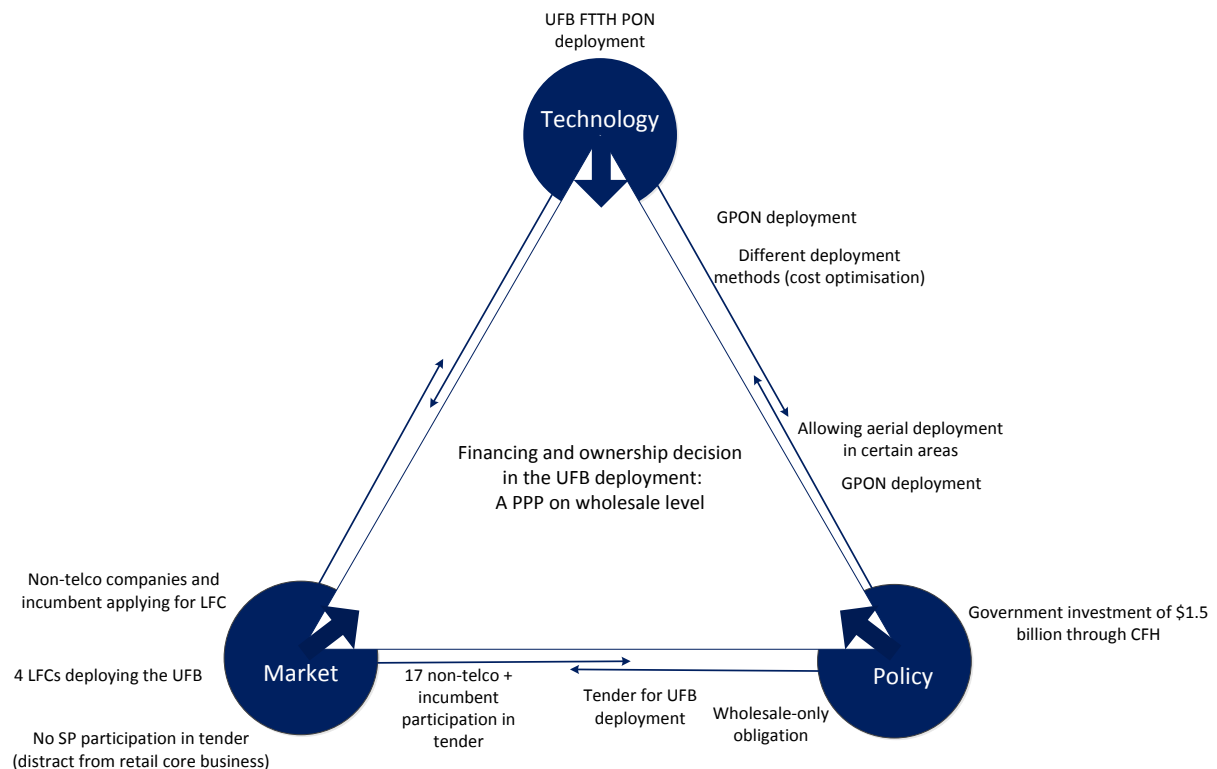 UFB FTTH PON
deployment
Technology
GPON deployment
Different deployment
methods (cost optimisation)
Allowing aerial deployment
in certain areas
GPON deployment
Financing and ownership decision
in the UFB deployment:
A PPP on wholesale level
Non-telco companies and
incumbent applying for LFC
4 LFCs deploying the UFB
No SP participation in tender
(distract from retail core business)
Market
17 non-telco +
incumbent
participation in
tender
Tender for UFB
deployment
Wholesale-only
obligation
Policy
Government investment of $1.5
billion through CFH